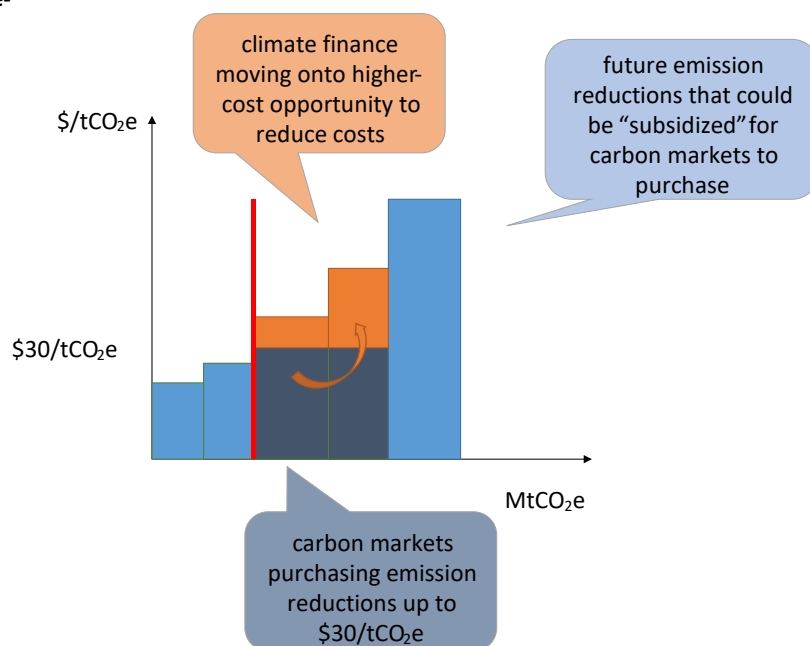 climate finance
moving onto higher-
cost opportunity to
reduce costs
future emission
reductions that could
be “subsidized” for
carbon markets to
purchase
$/tCO₂e
$30/tCO₂e
MtCO₂e
carbon markets
purchasing emission
reductions up to
$30/tCO₂e